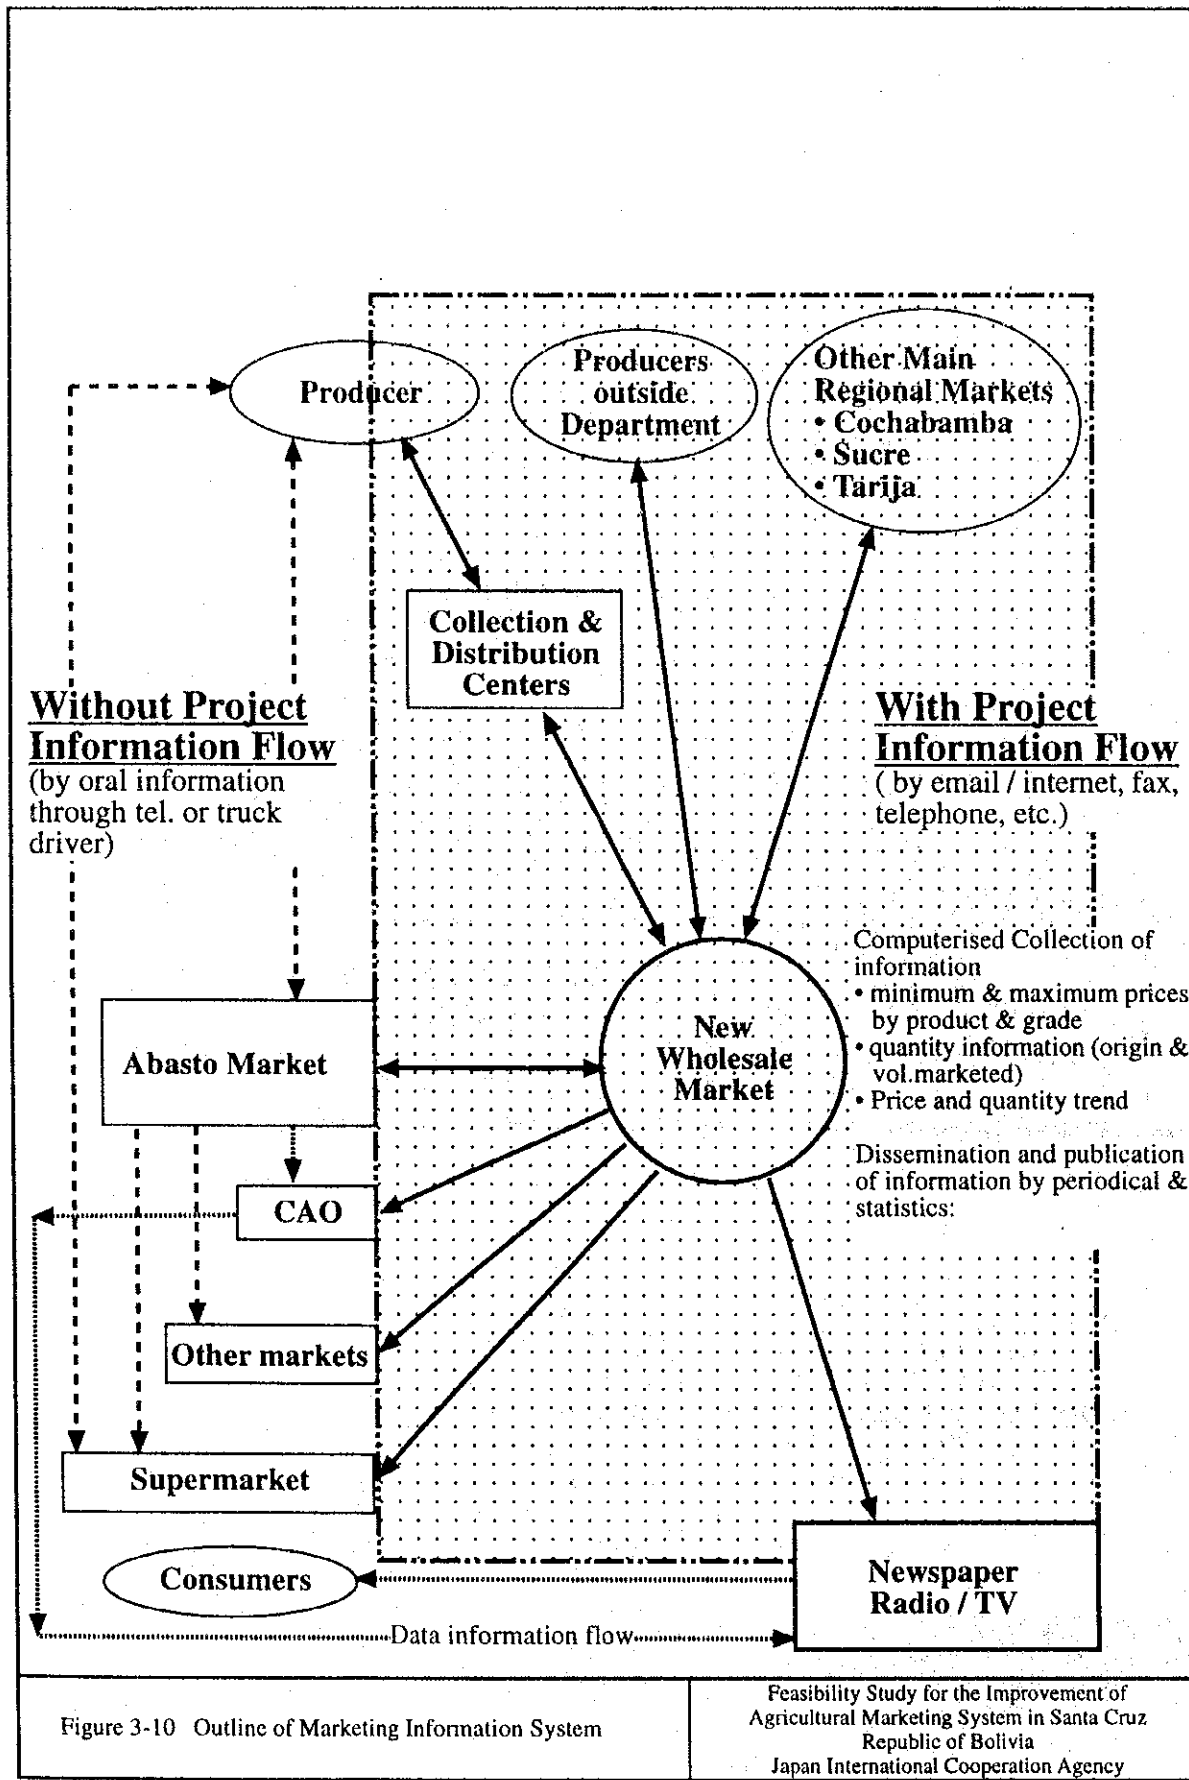 Producer
Producers
outside
Department
Other Main
Regional Markets
• Cochabamba
• Sucre
• Tarija
Collection &
Distribution
Centers
Without Project
Information Flow
(by oral information
through tel. or truck
driver)
With Project
Information Flow
( by email / internet, fax,
telephone, etc.)
Computerised Collection of
information
• minimum & maximum prices
by product & grade
• quantity information (origin &
vol.marketed)
• Price and quantity trend
Dissemination and publication
of information by periodical &
statistics:
New
Wholesale
Market
Abasto Market
CAO
Other markets
Supermarket
Consumers
Newspaper
Radio / TV
Data information flow
Figure 3-10 Outline of Marketing Information System
Feasibility Study for the Improvement of
Agricultural Marketing System in Santa Cruz
Republic of Bolivia
Japan International Cooperation Agency